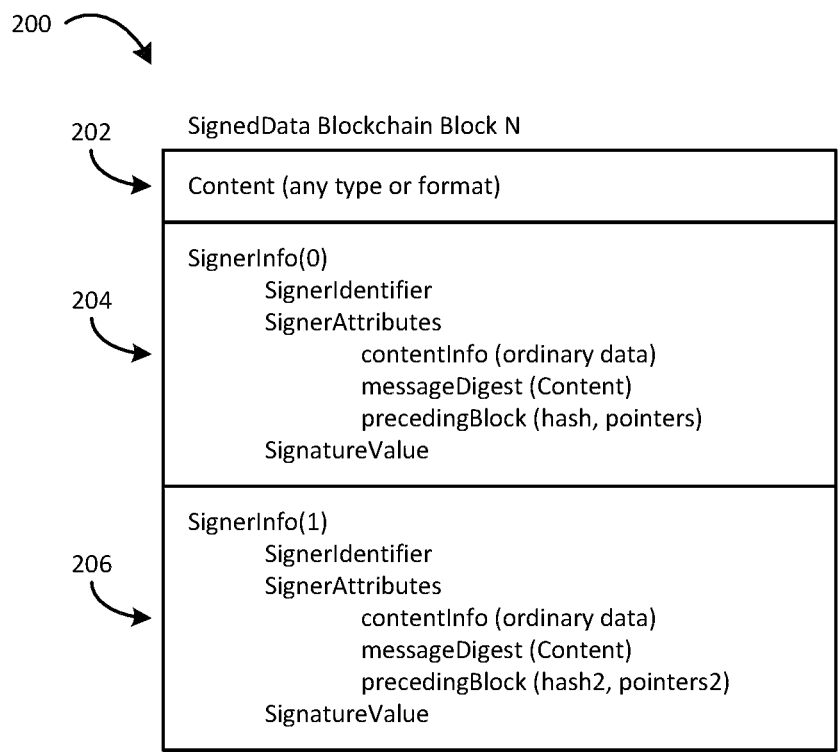 200
202
SignedData Blockchain Block N
Content (any type or format)
SignerInfo(0)
SignerIdentifier
204
SignerAttributes
contentInfo (ordinary data)
messageDigest (Content)
precedingBlock (hash, pointers)
SignatureValue
SignerInfo(1)
SignerIdentifier
206
SignerAttributes
contentInfo (ordinary data)
messageDigest (Content)
precedingBlock (hash2, pointers2)
SignatureValue